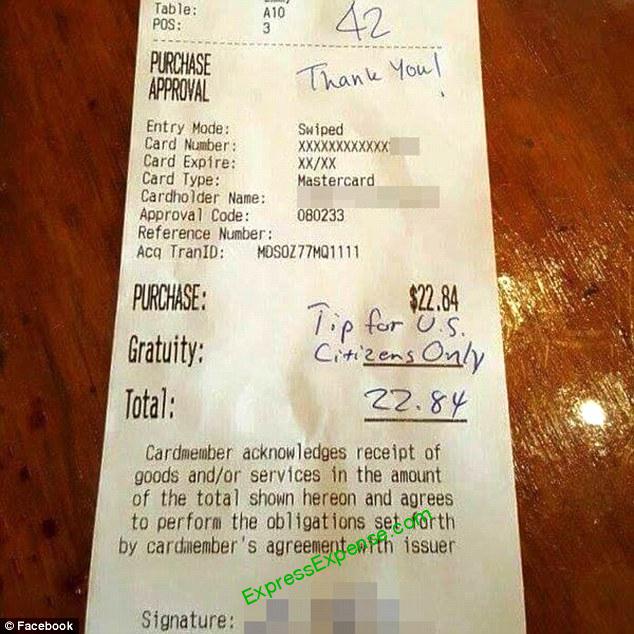 Table: A10
POS: 3
42
PURCHASE
APPROVAL
Thank You!
Entry Mode: Swiped
Card Number: XXXXXXXXXXXX
Card Expire: XX/XX
Card Type: Mastercard
Cardholder Name:
Approval Code: 080233
Reference Number:
Acq TranID: MDSOZ77MQ1111
PURCHASE: $22.84
Tip for U.S.
Gratuity: Citizens Only
Total: 22.84
Cardmember acknowledges receipt of
goods and/or services in the amount
of the total shown hereon and agrees
to perform the obligations set forth
by cardmember's agreement with issuer
ExpressExpense.com
Signature:
© Facebook